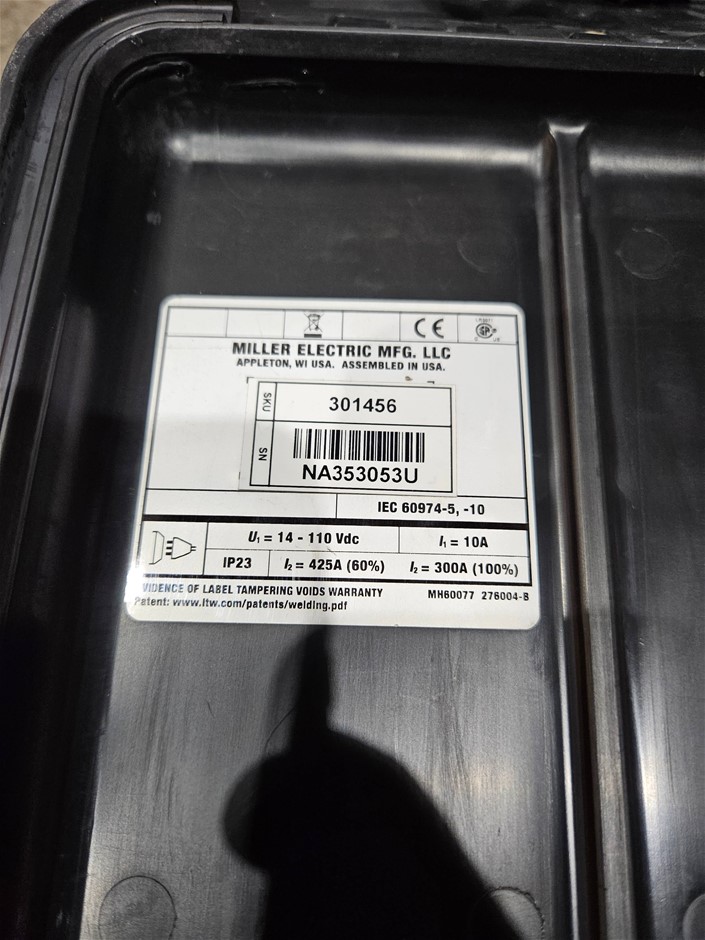 CE
MILLER ELECTRIC MFG. LLC
APPLETON, WI USA. ASSEMBLED IN USA.
SKU
301456
SN
NA353053U
IEC 60974-5, -10
U₁ = 14 - 110 Vdc
I₁ = 10A
IP23
I₂ = 425A (60%)
I₂ = 300A (100%)
VIDENCE OF LABEL TAMPERING VOIDS WARRANTY
MH60077 276004-B
Patent: www.itw.com/patents/welding.pdf